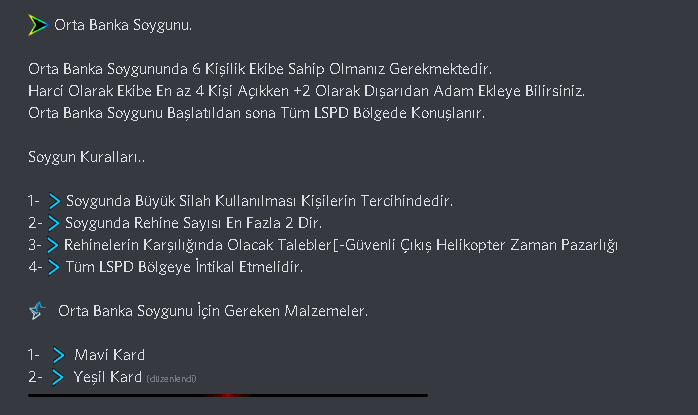 Orta Banka Soygunu.
Orta Banka Soygununda 6 Kişilik Ekibe Sahip Olmanız Gerekmektedir.
Harci Olarak Ekibe En az 4 Kişi Açıkken +2 Olarak Dışarıdan Adam Ekleye Bilirsiniz.
Orta Banka Soygunu Başlatıldan sona Tüm LSPD Bölgede Konuşlanır.
Soygun Kuralları..
1- Soygunda Büyük Silah Kullanılması Kişilerin Tercihindedir.
2- Soygunda Rehine Sayısı En Fazla 2 Dir.
3- Rehinelerin Karşılığında Olacak Talebler[-Güvenli Çıkış Helikopter Zaman Pazarlığı
4- Tüm LSPD Bölgeye İntikal Etmelidir.
Orta Banka Soygunu İçin Gereken Malzemeler.
1- Mavi Kard
2- Yeşil Kard (düzenlendi)